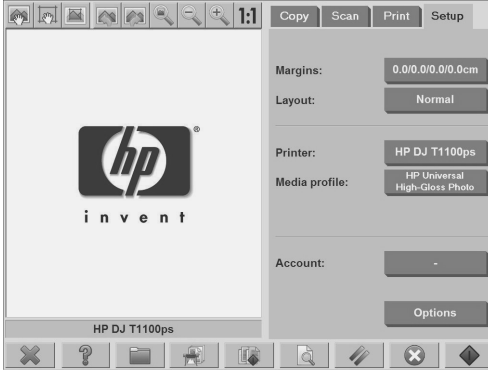 1:1
Copy Scan Print Setup
Margins: 0.0/0.0/0.0/0.0cm
Layout: Normal
Printer: HP DJ T1100ps
Media profile: HP Universal
High-Gloss Photo
hp ®
invent
Account: -
Options
HP DJ T1100ps